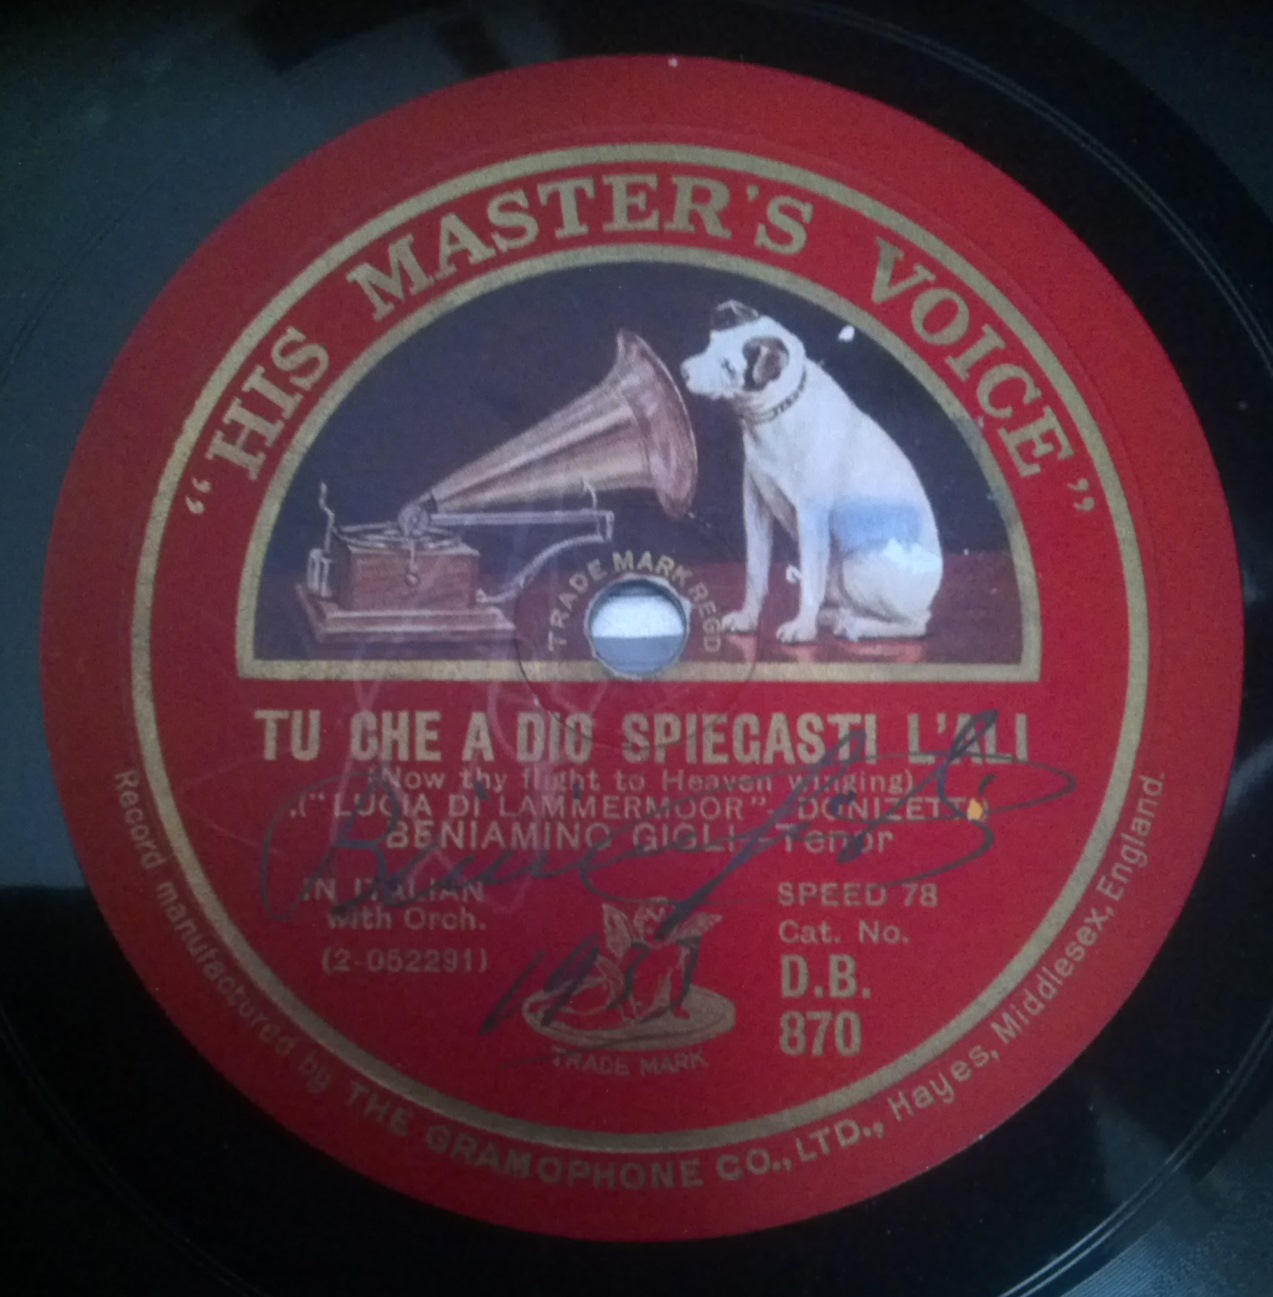 “HIS MASTER'S VOICE”
TRADE MARK REGD
TU CHE A DIO SPIEGASTI L'ALI
(Now thy flight to Heaven winging)
("LUCIA DI LAMMERMOOR" DONIZETTI)
BENIAMINO GIGLI-Tenor
Gigli
IN ITALIAN
with Orch.
(2-052291)
SPEED 78
Cat. No.
D.B.
870
TRADE MARK
Record manufactured by THE GRAMOPHONE CO., LTD., Hayes, Middlesex, England.